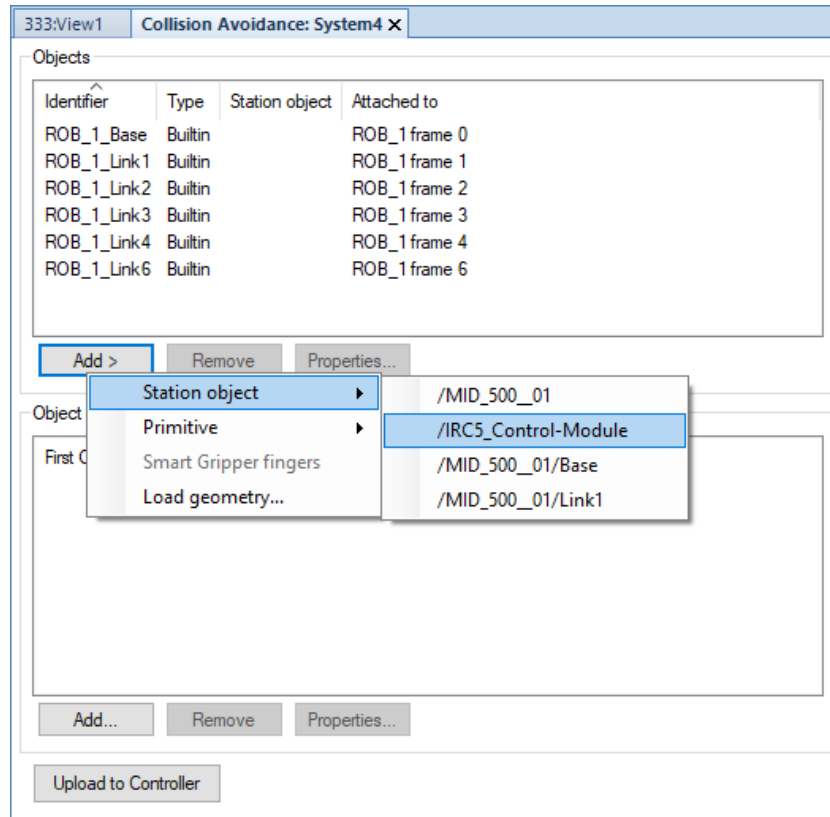 333:View1 Collision Avoidance: System4
Objects
Identifier Type Station object Attached to
ROB_1_Base Builtin ROB_1 frame 0
ROB_1_Link1 Builtin ROB_1 frame 1
ROB_1_Link2 Builtin ROB_1 frame 2
ROB_1_Link3 Builtin ROB_1 frame 3
ROB_1_Link4 Builtin ROB_1 frame 4
ROB_1_Link6 Builtin ROB_1 frame 6
Add > Remove Properties...
Station object /MID_500__01
Object
Primitive /IRC5_Control-Module
First
Smart Gripper fingers /MID_500__01/Base
Load geometry... /MID_500__01/Link1
Add... Remove Properties...
Upload to Controller